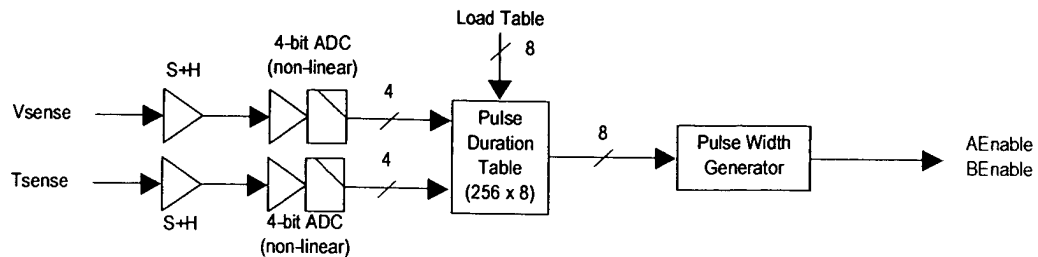 Load Table
8
4-bit ADC
(non-linear)
S+H
Vsense
4
Pulse
Duration
Table
(256 x 8)
8
Pulse Width
Generator
AEnable
BEnable
Tsense
4
S+H
4-bit ADC
(non-linear)